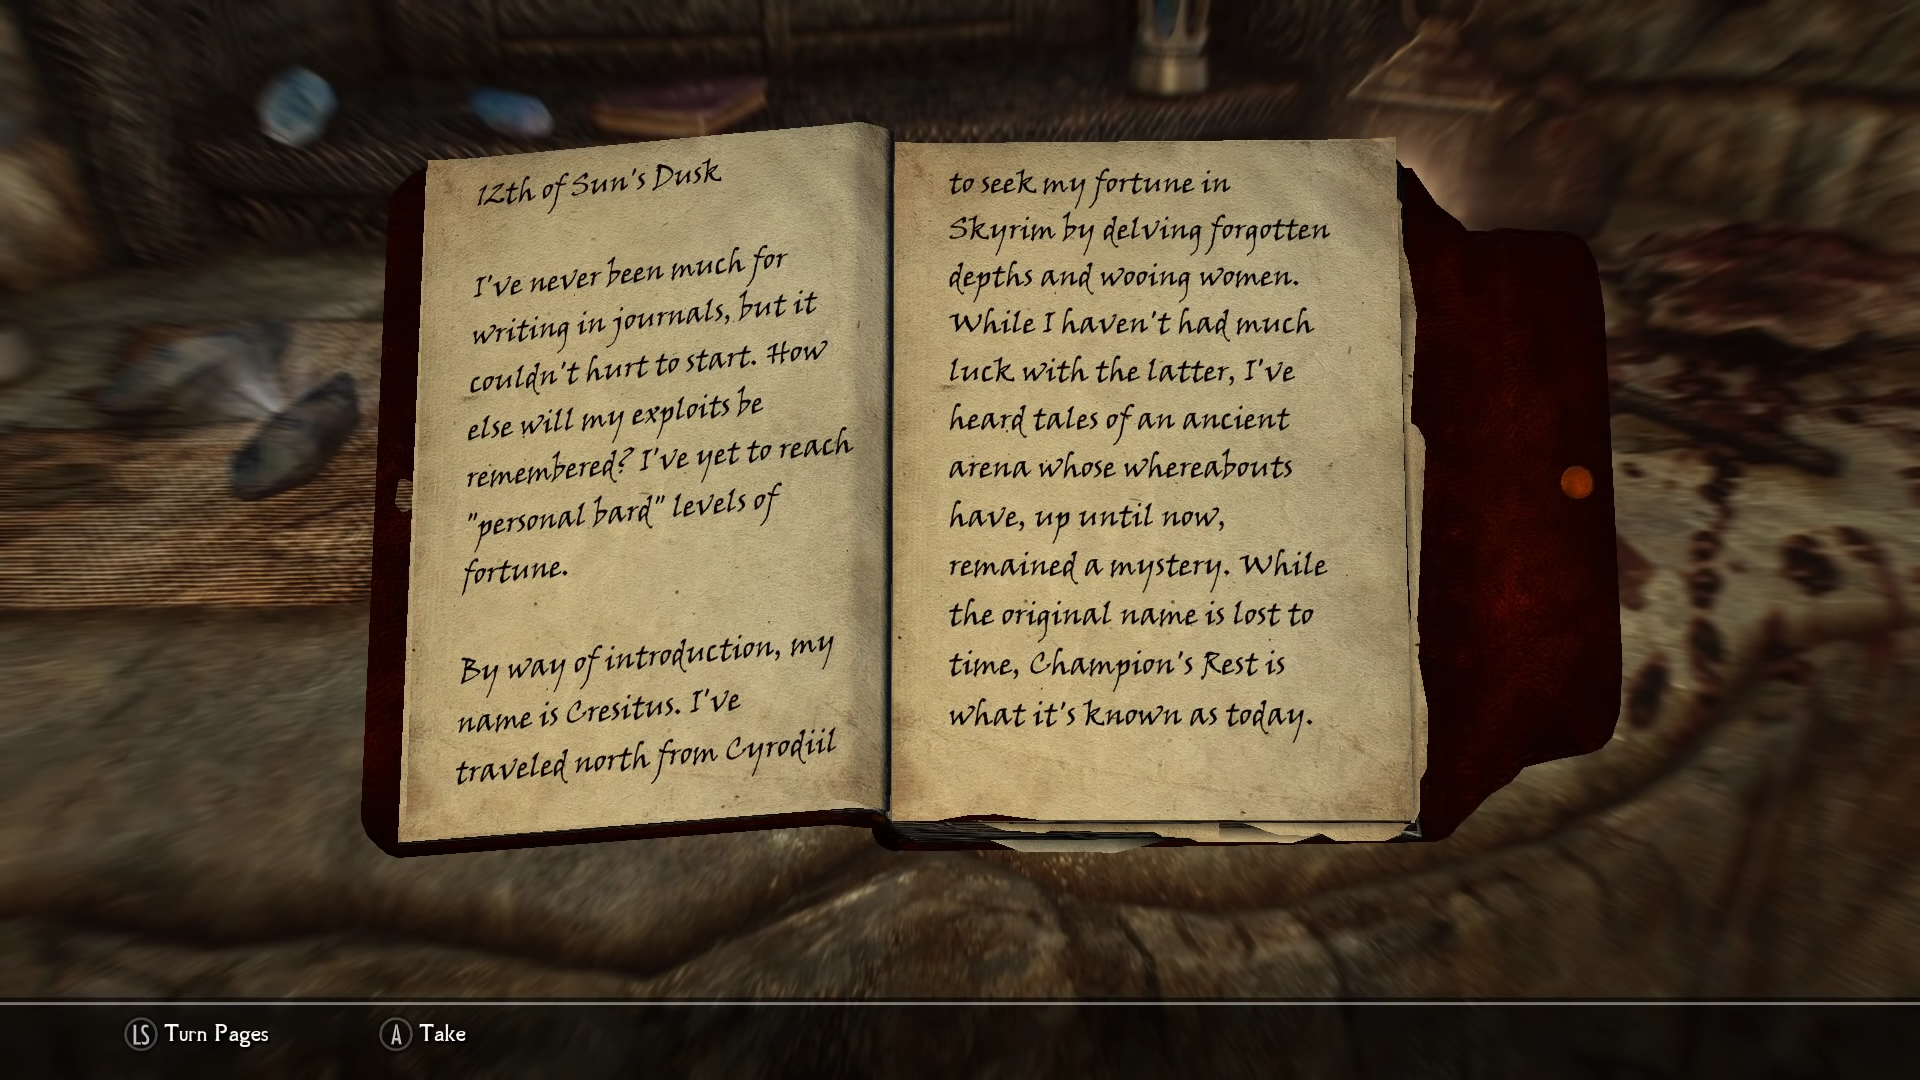 12th of Sun's Dusk
I've never been much for
writing in journals, but it
couldn't hurt to start. How
else will my exploits be
remembered? I've yet to reach
"personal bard" levels of
fortune.
By way of introduction, my
name is Cresitus. I've
traveled north from Cyrodiil
to seek my fortune in
Skyrim by delving forgotten
depths and wooing women.
While I haven't had much
luck with the latter, I've
heard tales of an ancient
arena whose whereabouts
have, up until now,
remained a mystery. While
the original name is lost to
time, Champion's Rest is
what it's known as today.
LS Turn Pages
A Take